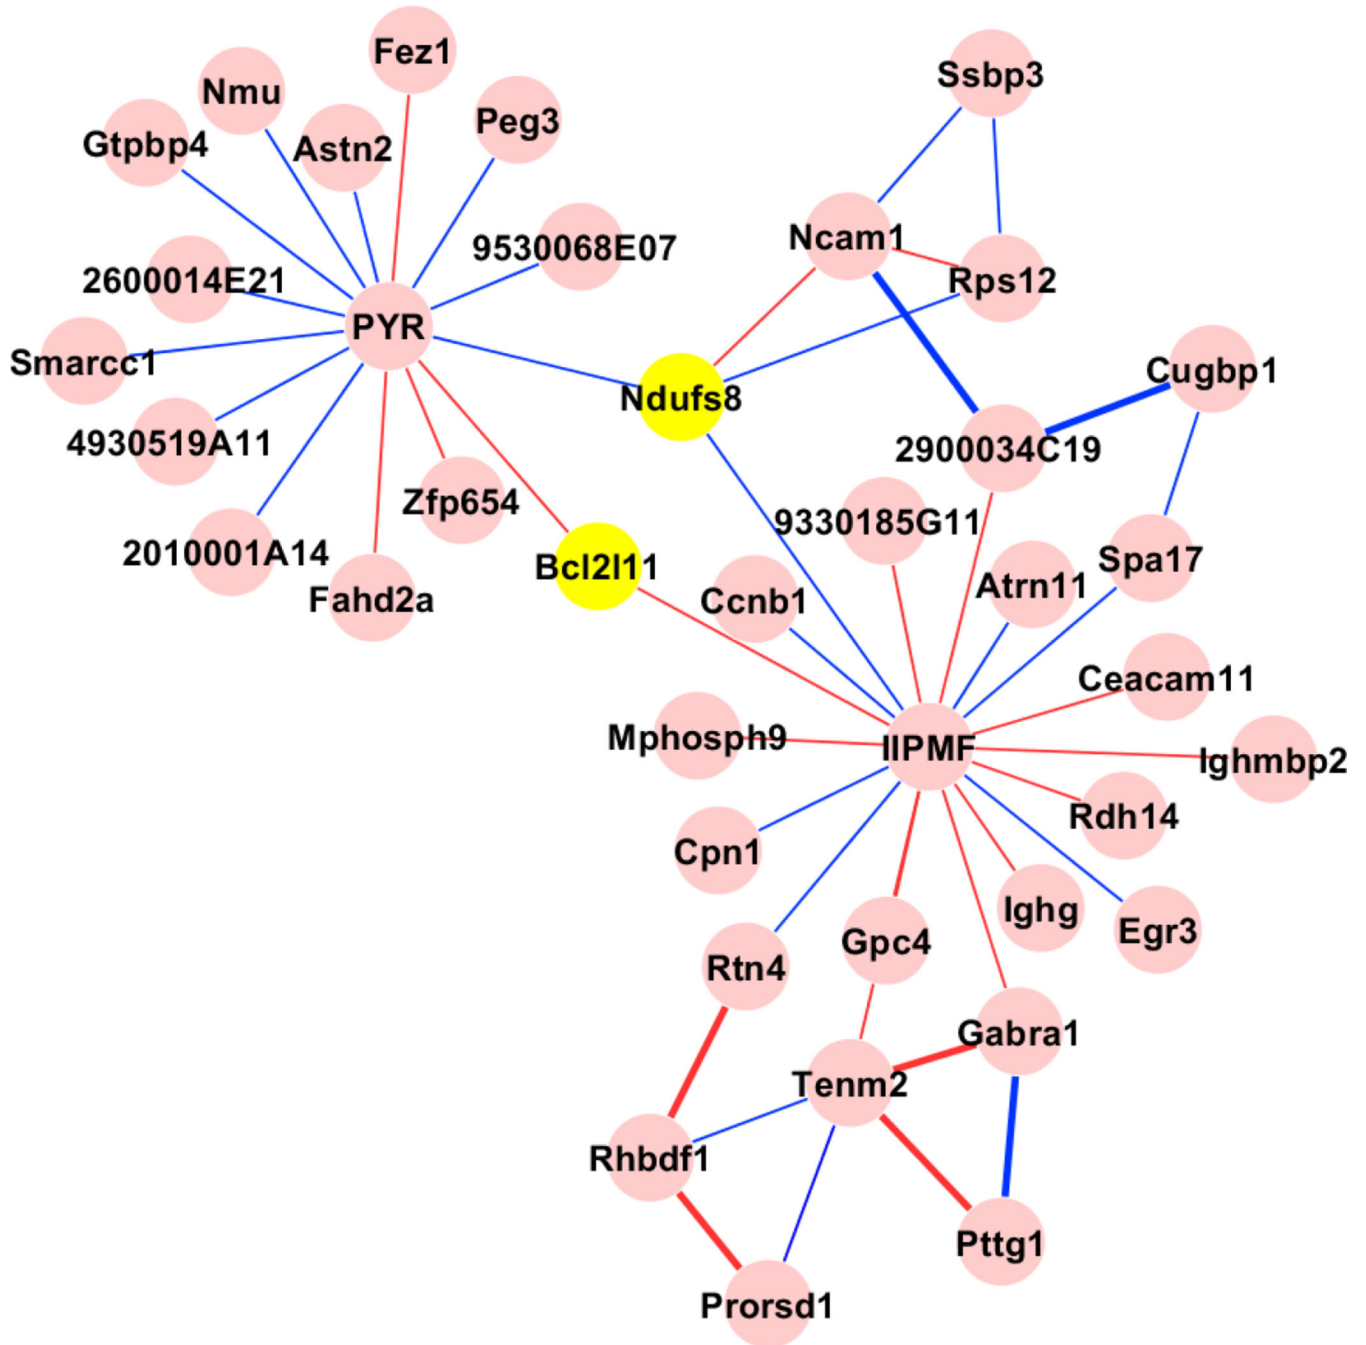 Fez1
Ssbp3
Nmu
Peg3
Gtpbp4
Astn2
Ncam1
9530068E07
2600014E21
Rps12
PYR
Smarcc1
Cugbp1
Ndufs8
4930519A11
2900034C19
Zfp654
9330185G11
2010001A14
Bcl2l11
Spa17
Atrn11
Fahd2a
Ccnb1
Ceacam11
Mphosph9
IIPMF
Ighmbp2
Rdh14
Cpn1
Ighg
Egr3
Gpc4
Rtn4
Gabra1
Tenm2
Rhbdf1
Pttg1
Prorsd1